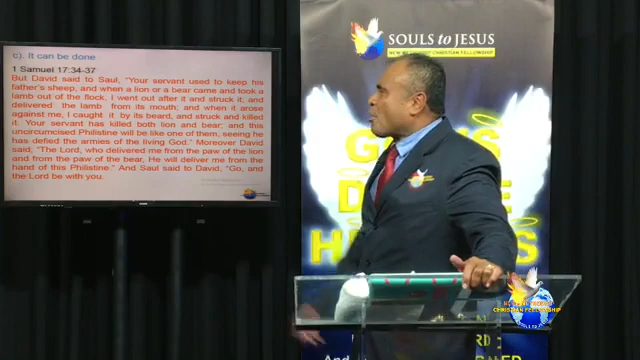 c). It can be done
1 Samuel 17:34-37
But David said to Saul, "Your servant used to keep his
father's sheep, and when a lion or a bear came and took a
lamb out of the flock, I went out after it and struck it, and
delivered the lamb from its mouth; and when it arose
against me, I caught it by its beard, and struck and killed
it. Your servant has killed both lion and bear; and this
uncircumcised Philistine will be like one of them, seeing he
has defied the armies of the living God." Moreover David
said, "The Lord, who delivered me from the paw of the lion
and from the paw of the bear, He will deliver me from the
hand of this Philistine." And Saul said to David, "Go, and
the Lord be with you.
SOULS to JESUS
CHRISTIAN FELLOWSHIP
CHRISTIAN FELLOWSHIP
SOULS TO JESUS
And